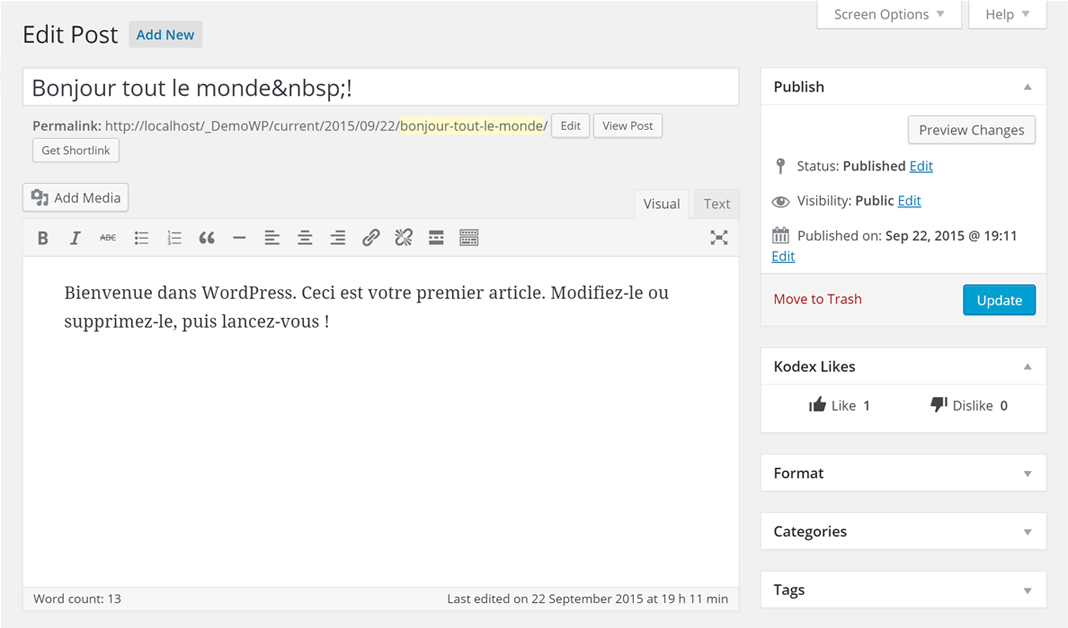 Screen Options Help
Edit Post Add New
Bonjour tout le monde&nbsp;!
Permalink: http://localhost/_DemoWP/current/2015/09/22/bonjour-tout-le-monde/ Edit View Post
Get Shortlink
Add Media
Visual Text
B I ABC
Bienvenue dans WordPress. Ceci est votre premier article. Modifiez-le ou
supprimez-le, puis lancez-vous !
Word count: 13 Last edited on 22 September 2015 at 19 h 11 min
Publish
Preview Changes
Status: Published Edit
Visibility: Public Edit
Published on: Sep 22, 2015 @ 19:11
Edit
Move to Trash Update
Kodex Likes
Like 1 Dislike 0
Format
Categories
Tags